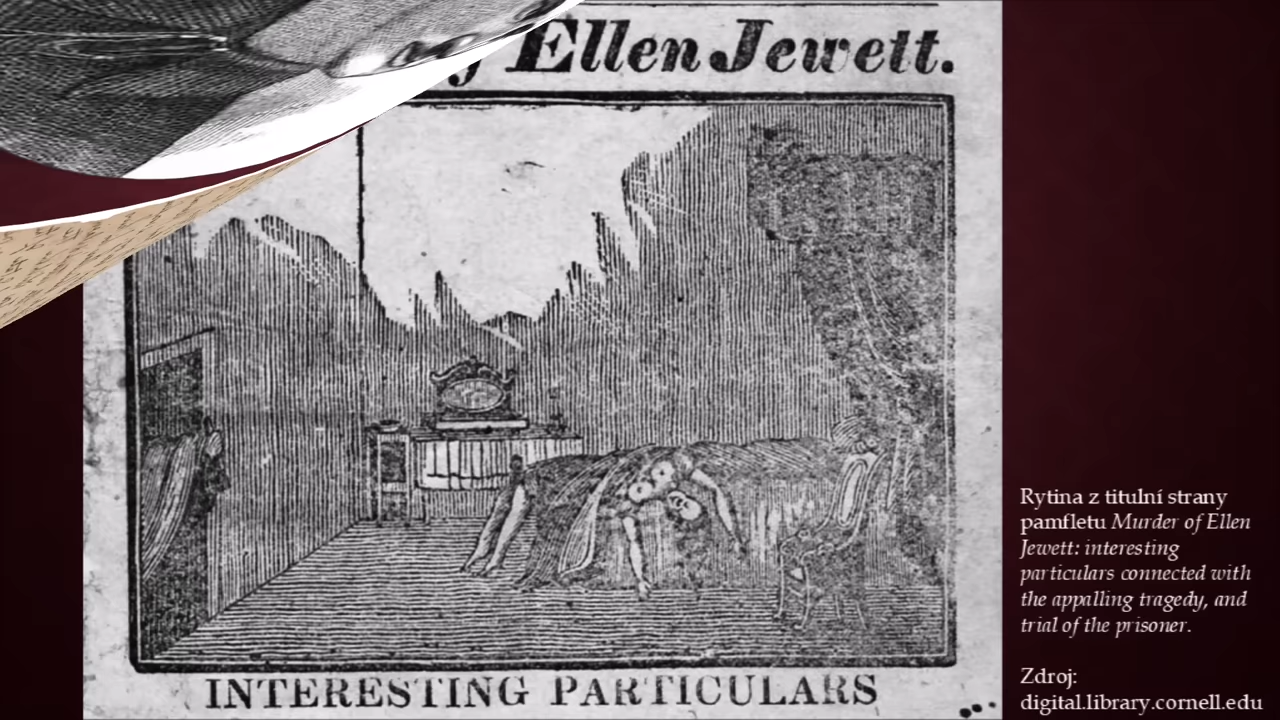 Ellen Jewett.
INTERESTING PARTICULARS
Rytina z titulní strany
pamfletu Murder of Ellen
Jewett: interesting
particulars connected with
the appalling tragedy, and
trial of the prisoner.
Zdroj:
digital.library.cornell.edu